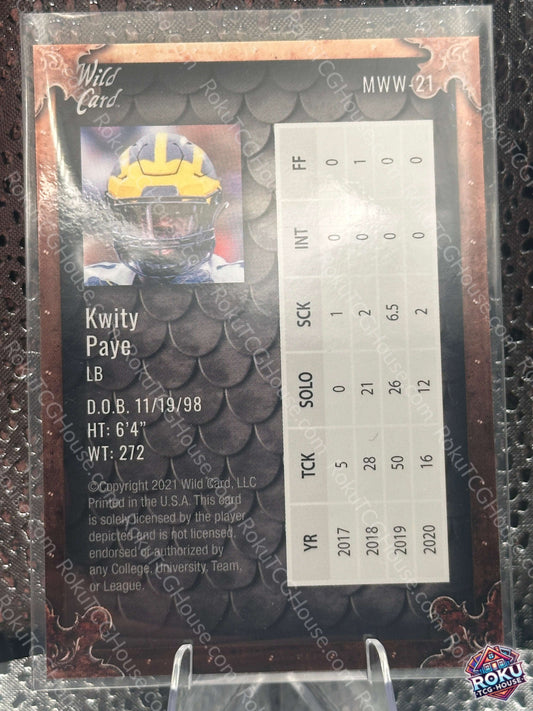 Wild
Card
MWW-21
Kwity
Paye
LB
D.O.B. 11/19/98
HT: 6'4"
WT: 272
©Copyright 2021 Wild Card, LLC
Printed in the U.S.A. This card
is solely licensed by the player
depicted and is not licensed,
endorsed or authorized by
any College, University, Team,
or League.
YR TCK SOLO SCK INT FF
2017 5 0 1 0 0
2018 28 21 2 0 1
2019 50 26 6.5 0 0
2020 16 12 2 0 0
RokuTCGHouse.com
ROKU
TCG·HOUSE